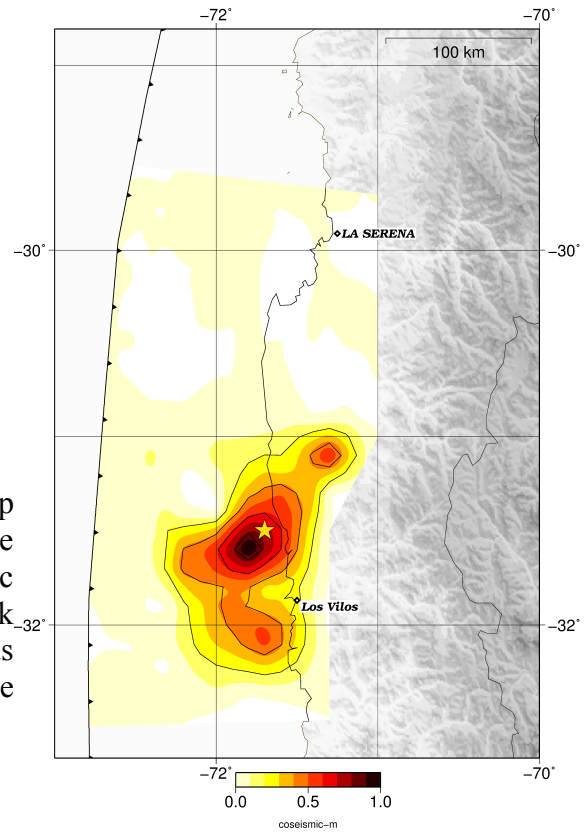 −72˚ −70˚
100 km
LA SERENA
−30˚ −30˚
p
e
c
k
Los Vilos
−32˚ −32˚
s
e
−72˚ −70˚
0.0 0.5 1.0
coseismic−m